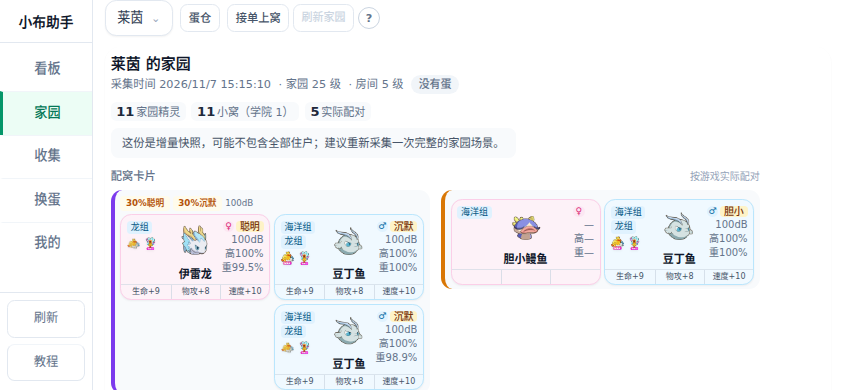 小布助手
看板
家园
收集
换蛋
我的
刷新
教程
莱茵
蛋仓
接单上窝
刷新家园
?
莱茵 的家园
采集时间 2026/11/7 15:15:10 · 家园 25 级 · 房间 5 级 没有蛋
11 家园精灵 11 小窝（学院 1） 5 实际配对
这份是增量快照，可能不包含全部住户；建议重新采集一次完整的家园场景。
配窝卡片
按游戏实际配对
30%聪明 30%沉默 100dB
龙组
♀ 聪明
100dB
高100%
重99.5%
伊雷龙
生命+9 物攻+8 速度+10
海洋组
龙组
♂ 沉默
100dB
高100%
重100%
豆丁鱼
生命+9 物攻+8 速度+10
海洋组
龙组
♂ 沉默
100dB
高100%
重98.9%
豆丁鱼
生命+9 物攻+8 速度+10
海洋组
♀
—
高—
重—
胆小鳗鱼
海洋组
龙组
♂ 胆小
100dB
高100%
重100%
豆丁鱼
生命+9 物攻+8 速度+10